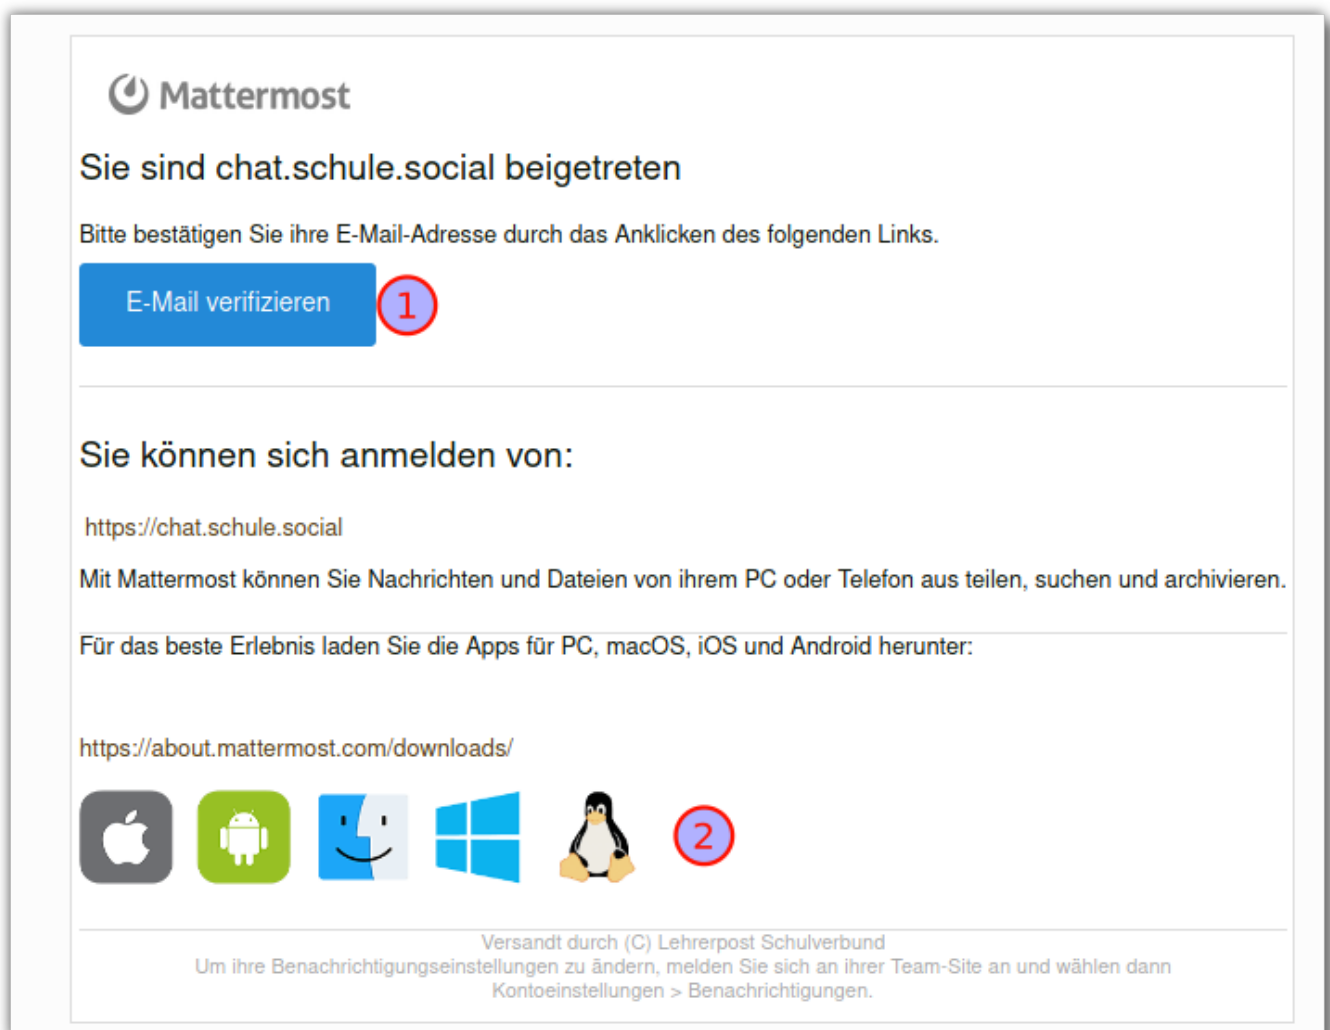 Mattermost
Sie sind chat.schule.social beigetreten
Bitte bestätigen Sie ihre E-Mail-Adresse durch das Anklicken des folgenden Links.
E-Mail verifizieren
1
Sie können sich anmelden von:
https://chat.schule.social
Mit Mattermost können Sie Nachrichten und Dateien von ihrem PC oder Telefon aus teilen, suchen und archivieren.
Für das beste Erlebnis laden Sie die Apps für PC, macOS, iOS und Android herunter:
https://about.mattermost.com/downloads/
2
Versandt durch (C) Lehrerpost Schulverbund
Um ihre Benachrichtigungseinstellungen zu ändern, melden Sie sich an ihrer Team-Site an und wählen dann
Kontoeinstellungen > Benachrichtigungen.